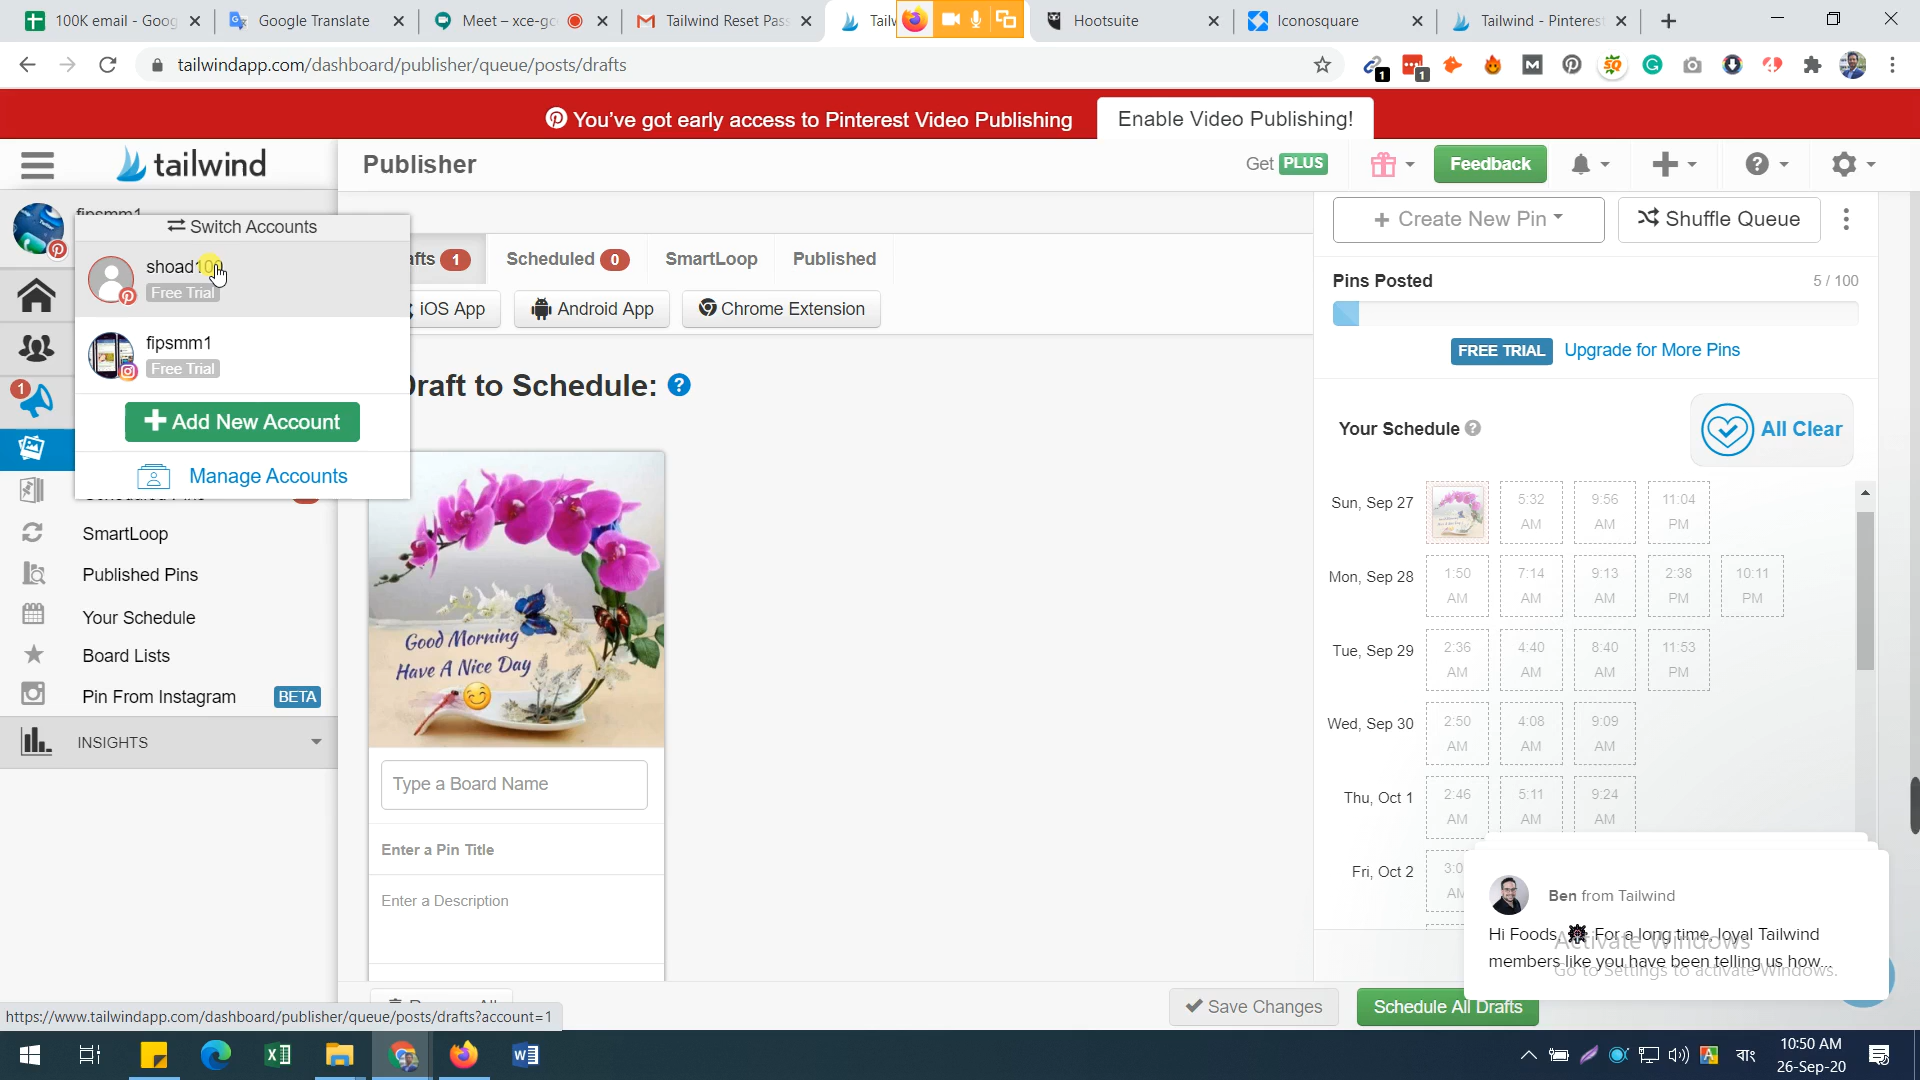 100K email - Goog
Google Translate
Meet – xce-go
Tailwind Reset Pas
Tailw
Hootsuite
Iconosquare
Tailwind - Pinteres
tailwindapp.com/dashboard/publisher/queue/posts/drafts
1
1
You've got early access to Pinterest Video Publishing
Enable Video Publishing!
tailwind
Publisher
Get PLUS
Feedback
fipsmm1
Switch Accounts
shoad100
Free Trial
fipsmm1
Free Trial
Add New Account
Manage Accounts
1
afts 1
Scheduled 0
SmartLoop
Published
iOS App
Android App
Chrome Extension
Draft to Schedule: ?
Good Morning
Have A Nice Day
Type a Board Name
Enter a Pin Title
Enter a Description
SmartLoop
Published Pins
Your Schedule
Board Lists
Pin From Instagram BETA
INSIGHTS
Create New Pin
Shuffle Queue
Pins Posted
5 / 100
FREE TRIAL Upgrade for More Pins
Your Schedule ?
All Clear
Sun, Sep 27 5:32 AM 9:56 AM 11:04 PM
Mon, Sep 28 1:50 AM 7:14 AM 9:13 AM 2:38 PM 10:11 PM
Tue, Sep 29 2:36 AM 4:40 AM 8:40 AM 11:53 PM
Wed, Sep 30 2:50 AM 4:08 AM 9:09 AM
Thu, Oct 1 2:46 AM 5:11 AM 9:24 AM
Fri, Oct 2 3:0 AM
Ben from Tailwind
Hi Foods For a long time, loyal Tailwind
members like you have been telling us how...
Activate Windows
Go to Settings to activate Windows.
Save Changes
Schedule All Drafts
https://www.tailwindapp.com/dashboard/publisher/queue/posts/drafts?account=1
বাং
10:50 AM
26-Sep-20